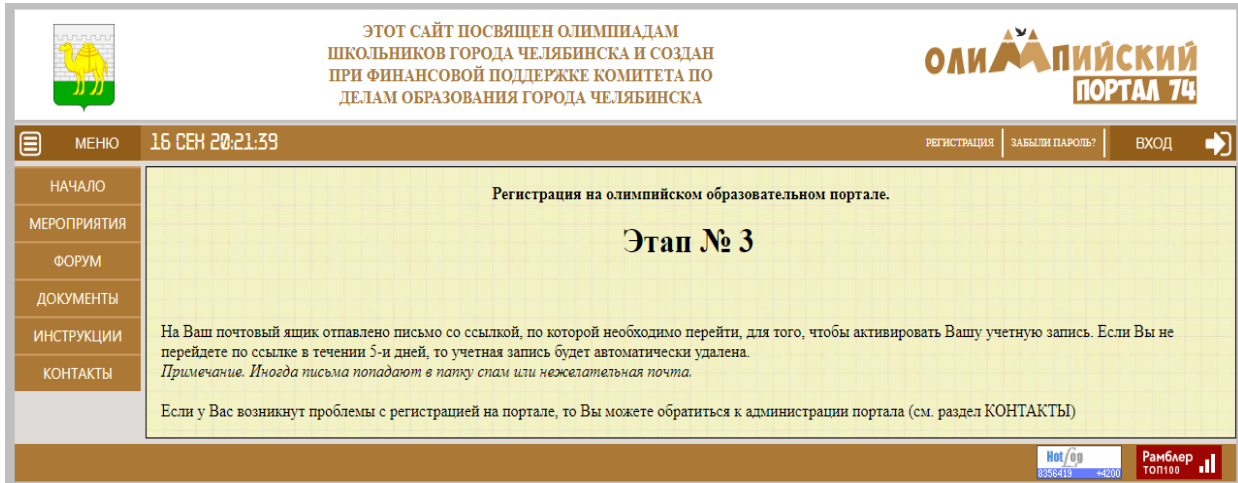 ЭТОТ САЙТ ПОСВЯЩЕН ОЛИМПИАДАМ
ШКОЛЬНИКОВ ГОРОДА ЧЕЛЯБИНСКА И СОЗДАН
ПРИ ФИНАНСОВОЙ ПОДДЕРЖКЕ КОМИТЕТА ПО
ДЕЛАМ ОБРАЗОВАНИЯ ГОРОДА ЧЕЛЯБИНСКА
ОЛИМПИЙСКИЙ
ПОРТАЛ 74
МЕНЮ
16 СЕН 20:21:39
РЕГИСТРАЦИЯ
ЗАБЫЛИ ПАРОЛЬ?
ВХОД
НАЧАЛО
МЕРОПРИЯТИЯ
ФОРУМ
ДОКУМЕНТЫ
ИНСТРУКЦИИ
КОНТАКТЫ
Регистрация на олимпийском образовательном портале.
Этап № 3
На Ваш почтовый ящик отпавлено письмо со ссылкой, по которой необходимо перейти, для того, чтобы активировать Вашу учетную запись. Если Вы не
перейдете по ссылке в течении 5-и дней, то учетная запись будет автоматически удалена.
Примечание. Иногда письма попадают в папку спам или нежелательная почта.
Если у Вас возникнут проблемы с регистрацией на портале, то Вы можете обратиться к администрации портала (см. раздел КОНТАКТЫ)
HotLog
8356419 +4200
Рамблер
ТОП100